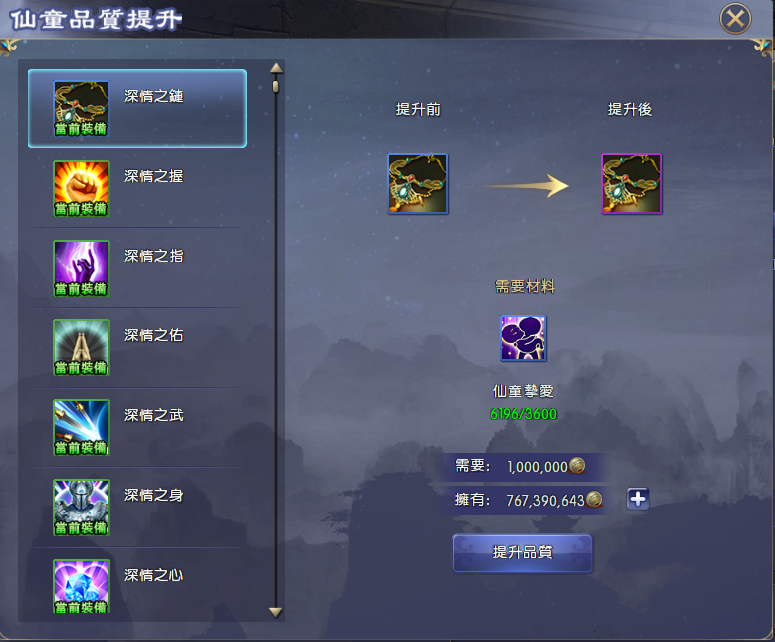 仙童品質提升
深情之鏈
當前裝備
深情之握
當前裝備
深情之指
當前裝備
深情之佑
當前裝備
深情之武
當前裝備
深情之身
當前裝備
深情之心
當前裝備
提升前
提升後
需要材料
仙童摯愛
6196/3600
需要: 1,000,000
擁有: 767,390,643
提升品質